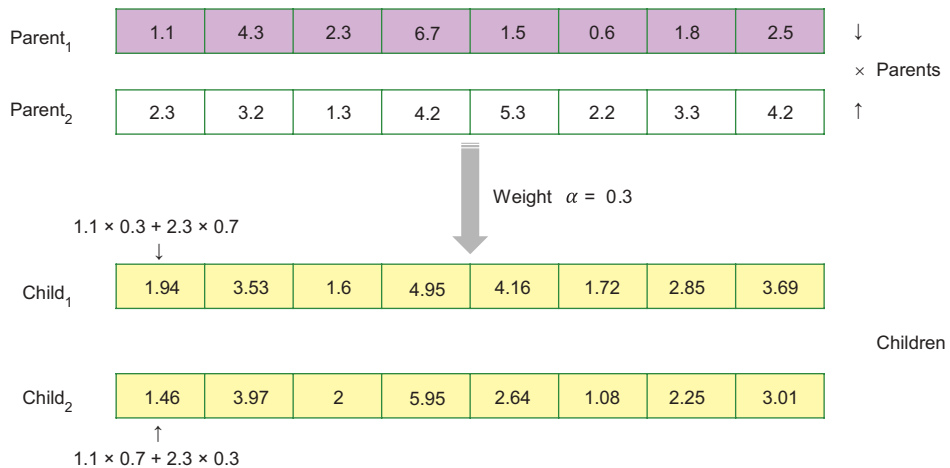 Parent₁ 1.1 4.3 2.3 6.7 1.5 0.6 1.8 2.5 ↓
× Parents
Parent₂ 2.3 3.2 1.3 4.2 5.3 2.2 3.3 4.2 ↑
Weight α = 0.3
1.1 × 0.3 + 2.3 × 0.7
↓
Child₁ 1.94 3.53 1.6 4.95 4.16 1.72 2.85 3.69
Children
Child₂ 1.46 3.97 2 5.95 2.64 1.08 2.25 3.01
↑
1.1 × 0.7 + 2.3 × 0.3